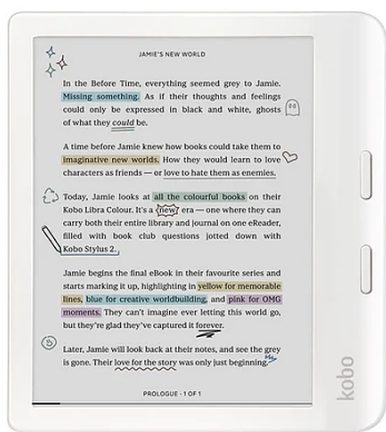 JAMIE'S NEW WORLD
In the Before Time, everything seemed grey to Jamie.
Missing something. As if their thoughts and feelings
could only be expressed in black and white, ghosts
of what they could be.
A time before Jamie knew how books could take them to
imaginative new worlds. How they would learn to love
characters as friends — or love to hate them as enemies.
Today, Jamie looks at all the colourful books on their
Kobo Libra Colour. It's a (new) era — one where they can
carry both their entire library and journal on one eReader,
filled with book club questions jotted down with
Kobo Stylus 2.
Jamie begins the final eBook in their favourite series and
starts marking it up, highlighting in yellow for memorable
lines, blue for creative worldbuilding, and pink for OMG
moments. They can't imagine ever letting this world go,
but they're glad they've captured it forever.
Later, Jamie will look back at their notes, and see the grey
is gone. Their love for the story was only just beginning.
PROLOGUE - 1 OF 1
kobo